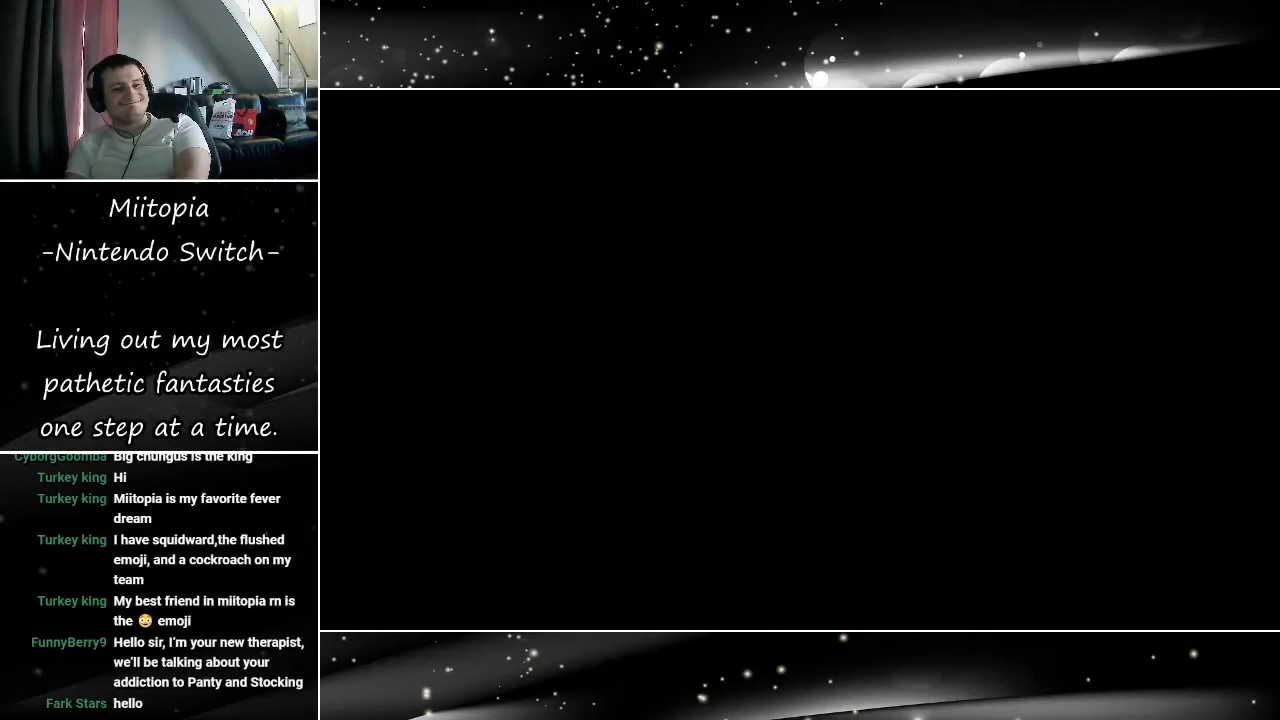 Miitopia
-Nintendo Switch-
Living out my most
pathetic fantasties
one step at a time.
CyborgGoomba Big chungus is the king
Turkey king Hi
Turkey king Miitopia is my favorite fever
dream
Turkey king I have squidward,the flushed
emoji, and a cockroach on my
team
Turkey king My best friend in miitopia rn is
the 😳 emoji
FunnyBerry9 Hello sir, I'm your new therapist,
we'll be talking about your
addiction to Panty and Stocking
Fark Stars hello